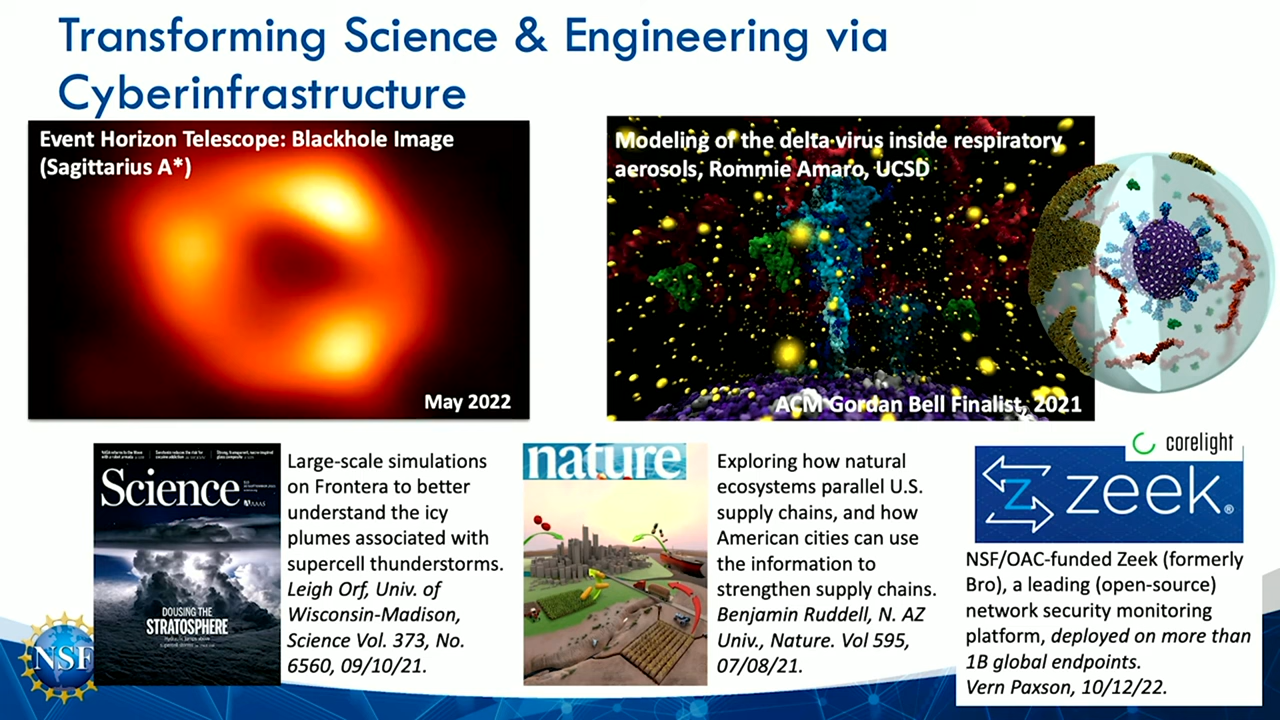 Transforming Science & Engineering via
Cyberinfrastructure
Event Horizon Telescope: Blackhole Image
(Sagittarius A*)
May 2022
Modeling of the delta virus inside respiratory
aerosols, Rommie Amaro, UCSD
ACM Gordan Bell Finalist, 2021
Science
AAAS
DOUSING THE
STRATOSPHERE
Large-scale simulations
on Frontera to better
understand the icy
plumes associated with
supercell thunderstorms.
Leigh Orf, Univ. of
Wisconsin-Madison,
Science Vol. 373, No.
6560, 09/10/21.
nature
Exploring how natural
ecosystems parallel U.S.
supply chains, and how
American cities can use
the information to
strengthen supply chains.
Benjamin Ruddell, N. AZ
Univ., Nature. Vol 595,
07/08/21.
corelight
zeek®
NSF/OAC-funded Zeek (formerly
Bro), a leading (open-source)
network security monitoring
platform, deployed on more than
1B global endpoints.
Vern Paxson, 10/12/22.
NSF